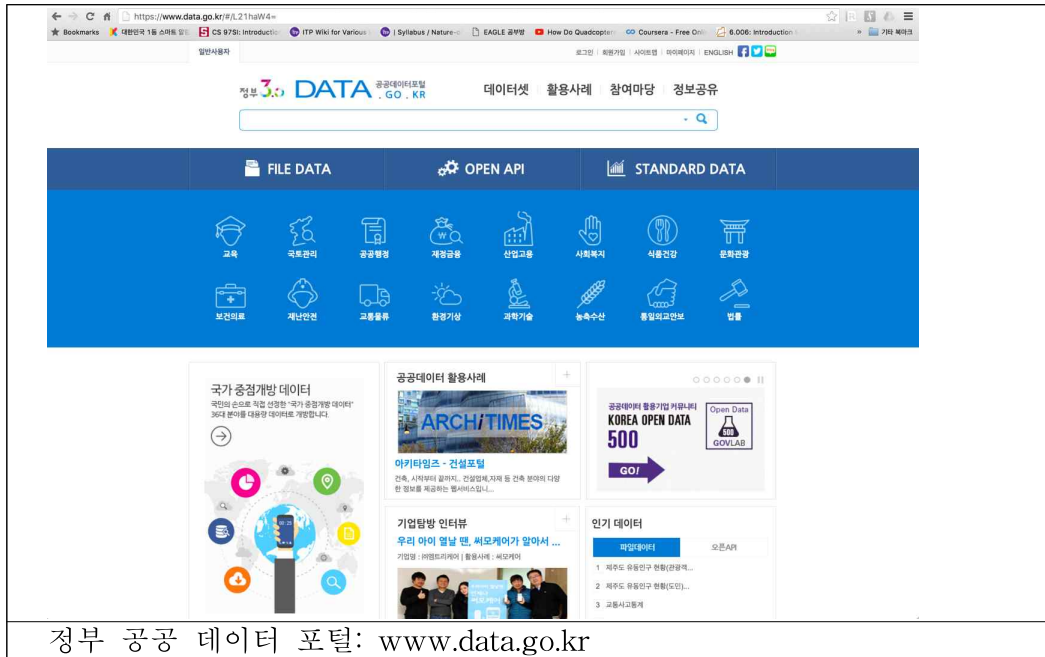 https://www.data.go.kr/#/L21haW4=
Bookmarks 대한민국 1등 스마트 알 CS 97SI: Introductio ITP Wiki for Various | Syllabus / Nature-o EAGLE 공부방 How Do Quadcopters Coursera - Free Onli 6.006: Introduction » 기타 북마크
일반사용자 로그인 회원가입 사이트맵 마이페이지 ENGLISH
정부3.0 DATA 공공데이터포털 데이터셋 활용사례 참여마당 정보공유
. GO . KR
FILE DATA OPEN API STANDARD DATA
교육 국토관리 공공행정 재정금융 산업고용 사회복지 식품건강 문화관광
보건의료 재난안전 교통물류 환경기상 과학기술 농축수산 통일외교안보 법률
국가 중점개방 데이터
국민의 손으로 직접 선정한 "국가 중점개방 데이터"
36대 분야를 대용량 데이터로 개방합니다.
09:25
공공데이터 활용사례
ARCHiTIMES
아키타임즈 - 건설포털
건축, 시작부터 끝까지.. 건설업체,자재 등 건축 분야의 다양
한 정보를 제공하는 웹서비스입니...
공공데이터 활용기업 커뮤니티
KOREA OPEN DATA
500
GO!
Open Data
500
GOVLAB
기업탐방 인터뷰
우리 아이 열날 땐, 써모케어가 알아서 ...
기업명 : ㈜엠트리케어 | 활용사례 : 써모케어
인기 데이터
파일데이터 오픈API
1 제주도 유동인구 현황(관광객...
2 제주도 유동인구 현황(도민)...
3 교통사고통계
정부 공공 데이터 포털: www.data.go.kr